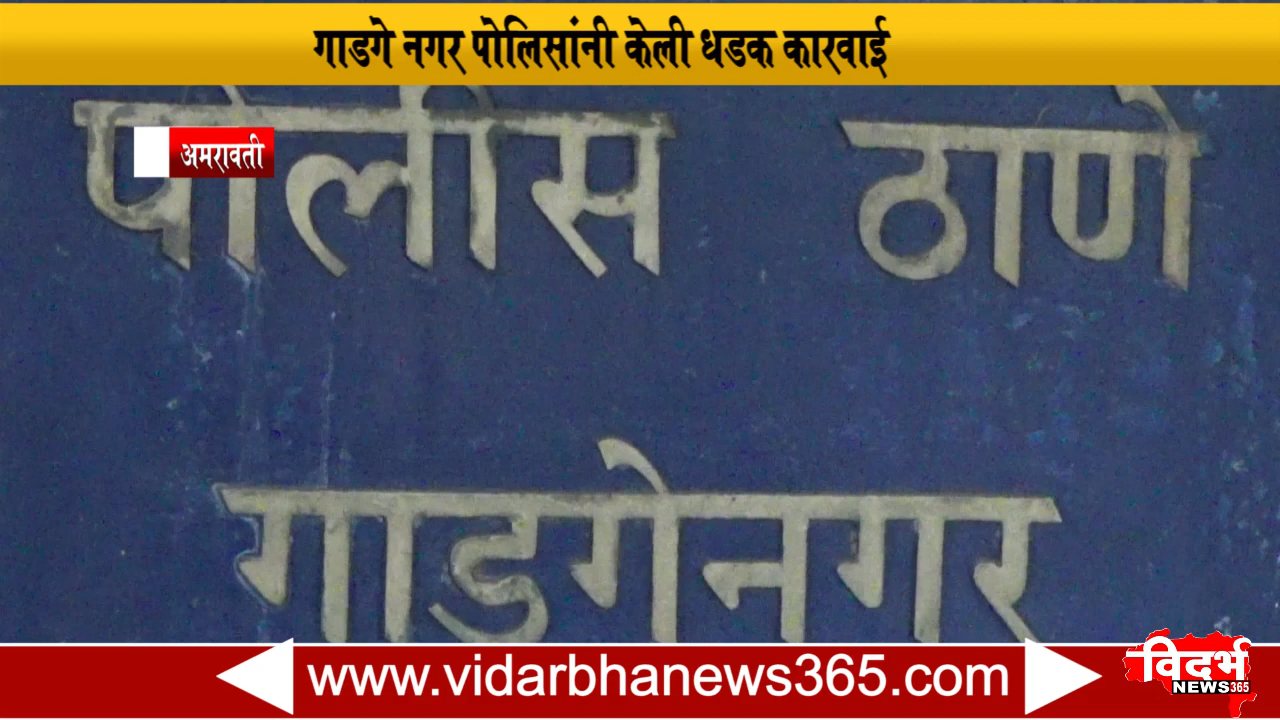 गाडगे नगर पोलिसांनी केली धडक कारवाई
अमरावती
पोलीस ठाणे
गाडगेनगर
www.vidarbhanews365.com
विदर्भ
NEWS365